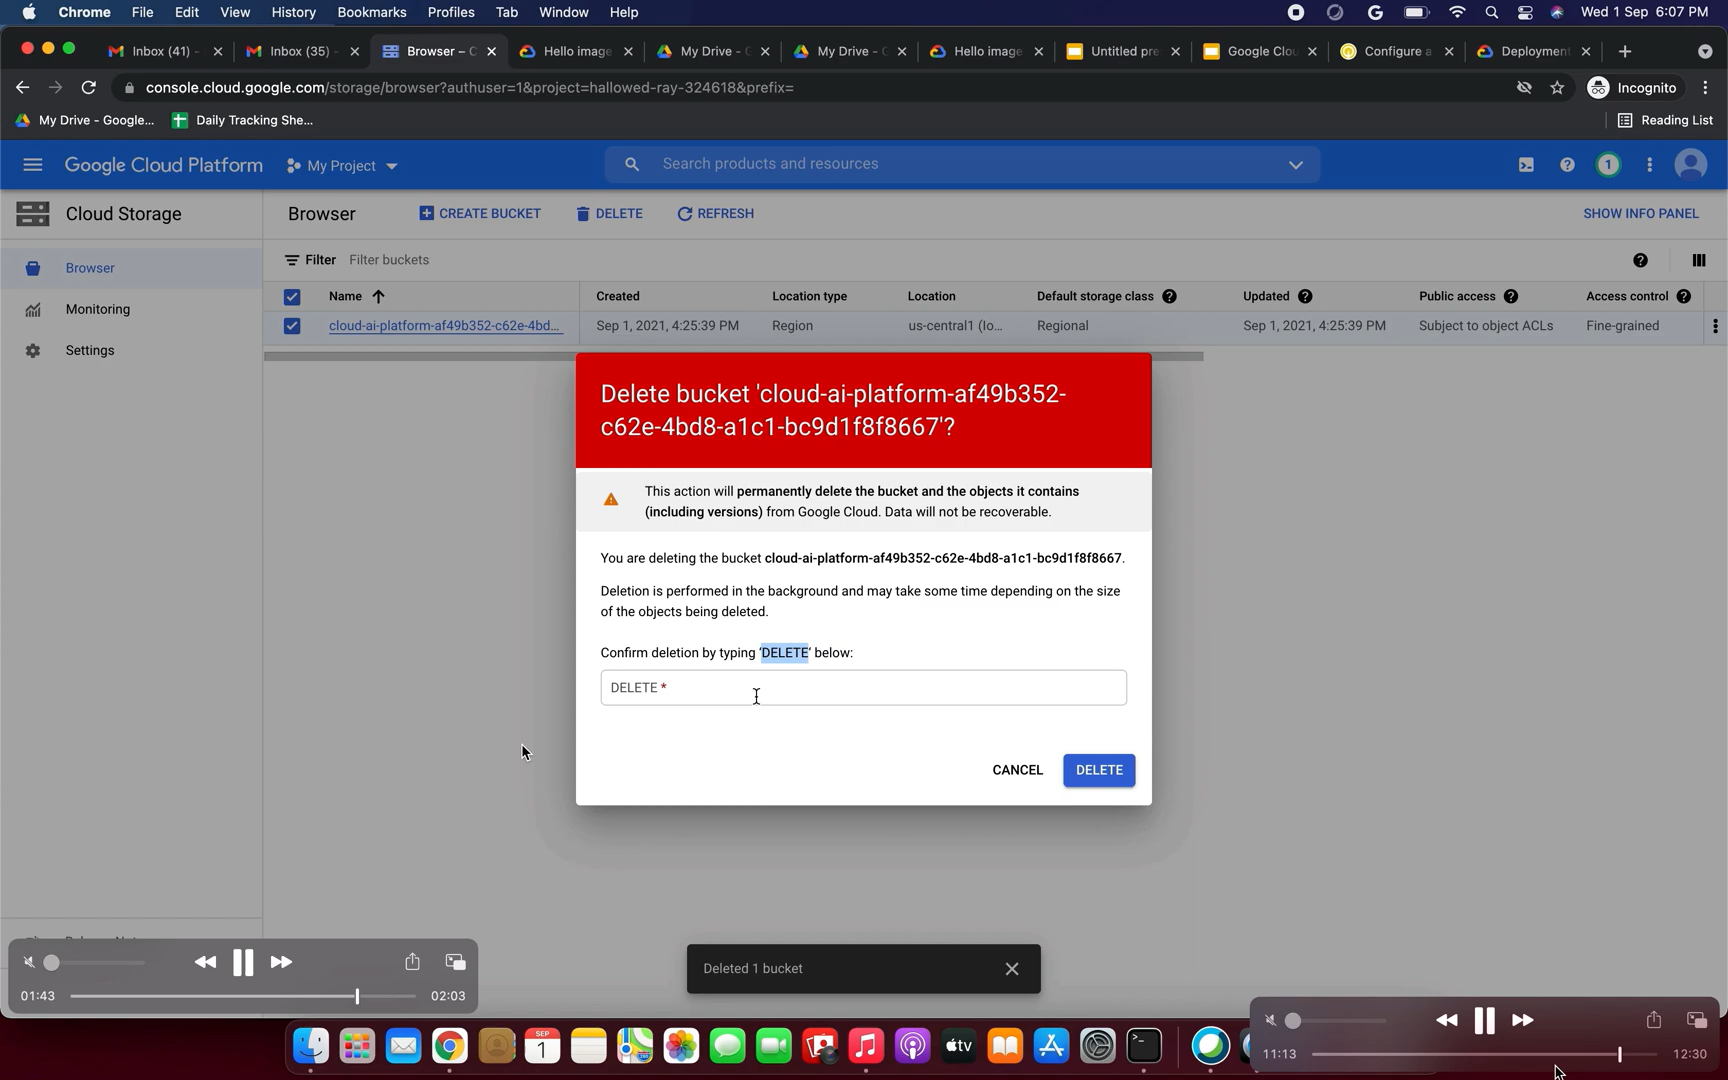 Chrome File Edit View History Bookmarks Profiles Tab Window Help
Wed 1 Sep 6:07 PM
Inbox (41) -
Inbox (35) -
Browser – C
Hello image
My Drive - G
My Drive - G
Hello image
Untitled pre
Google Clo
Configure a
Deployment
console.cloud.google.com/storage/browser?authuser=1&project=hallowed-ray-324618&prefix=
Incognito
My Drive - Google...
Daily Tracking She...
Reading List
Google Cloud Platform
My Project
Search products and resources
1
Cloud Storage
Browser
CREATE BUCKET
DELETE
REFRESH
SHOW INFO PANEL
Browser
Monitoring
Settings
Filter Filter buckets
Name Created Location type Location Default storage class Updated Public access Access control
cloud-ai-platform-af49b352-c62e-4bd... Sep 1, 2021, 4:25:39 PM Region us-central1 (Io... Regional Sep 1, 2021, 4:25:39 PM Subject to object ACLs Fine-grained
Delete bucket 'cloud-ai-platform-af49b352-
c62e-4bd8-a1c1-bc9d1f8f8667'?
This action will permanently delete the bucket and the objects it contains
(including versions) from Google Cloud. Data will not be recoverable.
You are deleting the bucket cloud-ai-platform-af49b352-c62e-4bd8-a1c1-bc9d1f8f8667.
Deletion is performed in the background and may take some time depending on the size
of the objects being deleted.
Confirm deletion by typing 'DELETE' below:
DELETE *
CANCEL
DELETE
Deleted 1 bucket
01:43
02:03
SEP
1
tv
11:13
12:30